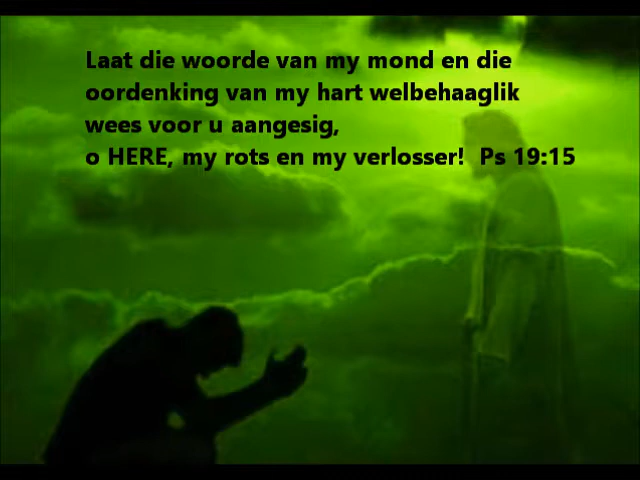 Laat die woorde van my mond en die
oordenking van my hart welbehaaglik
wees voor u aangesig,
o HERE, my rots en my verlosser! Ps 19:15